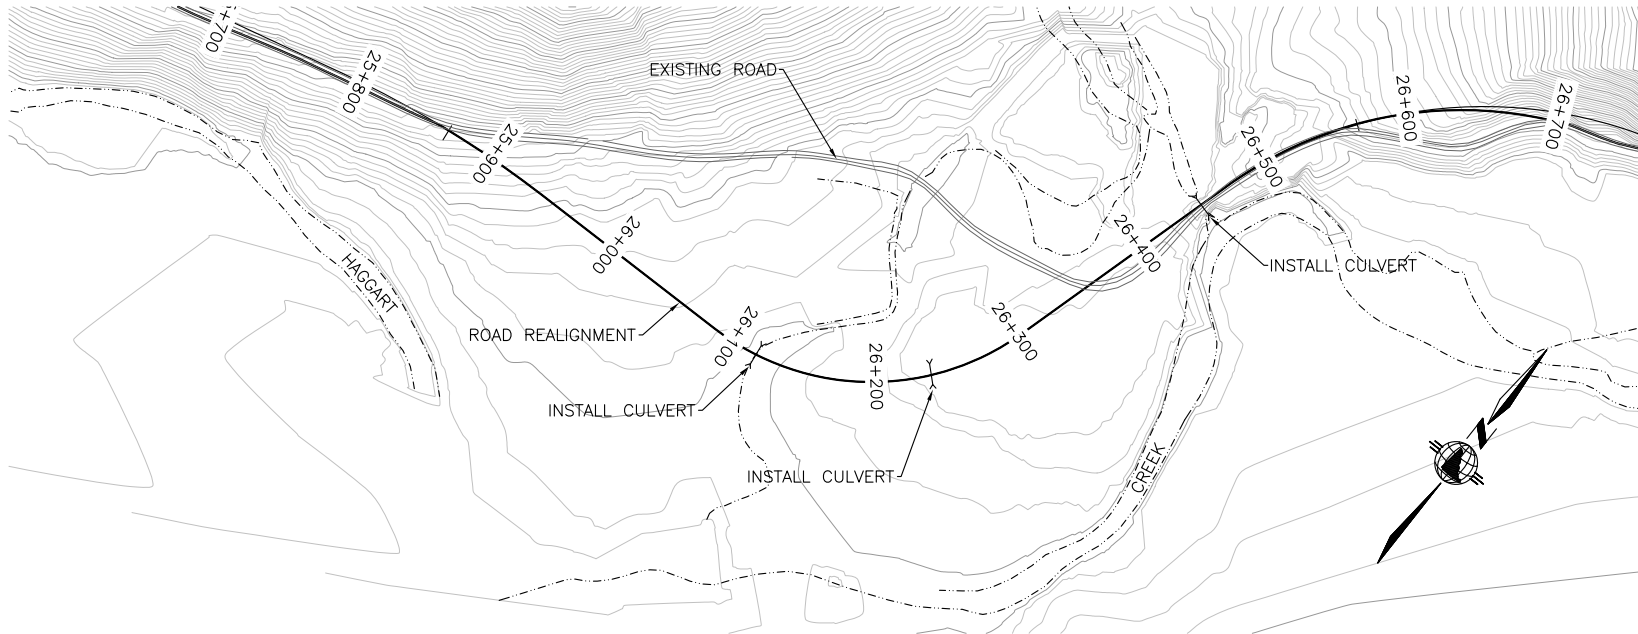 +700
25+800
EXISTING ROAD
25+900
26+500
26+600
26+700
26+000
26+400
INSTALL CULVERT
HAGGART
ROAD REALIGNMENT
26+100
26+200
26+300
INSTALL CULVERT
INSTALL CULVERT
CREEK
N